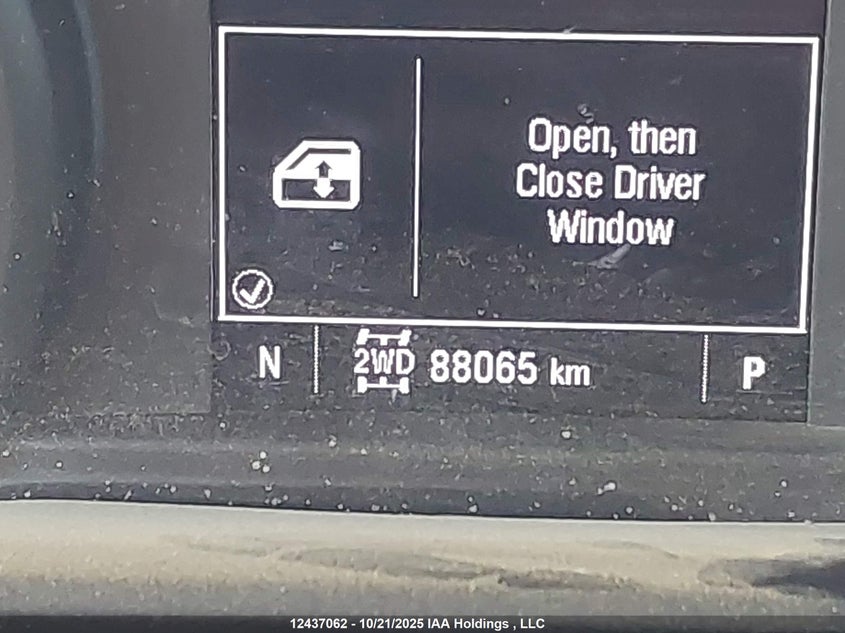 Open, then
Close Driver
Window
N 2WD 88065 km P
12437062 - 10/21/2025 IAA Holdings , LLC